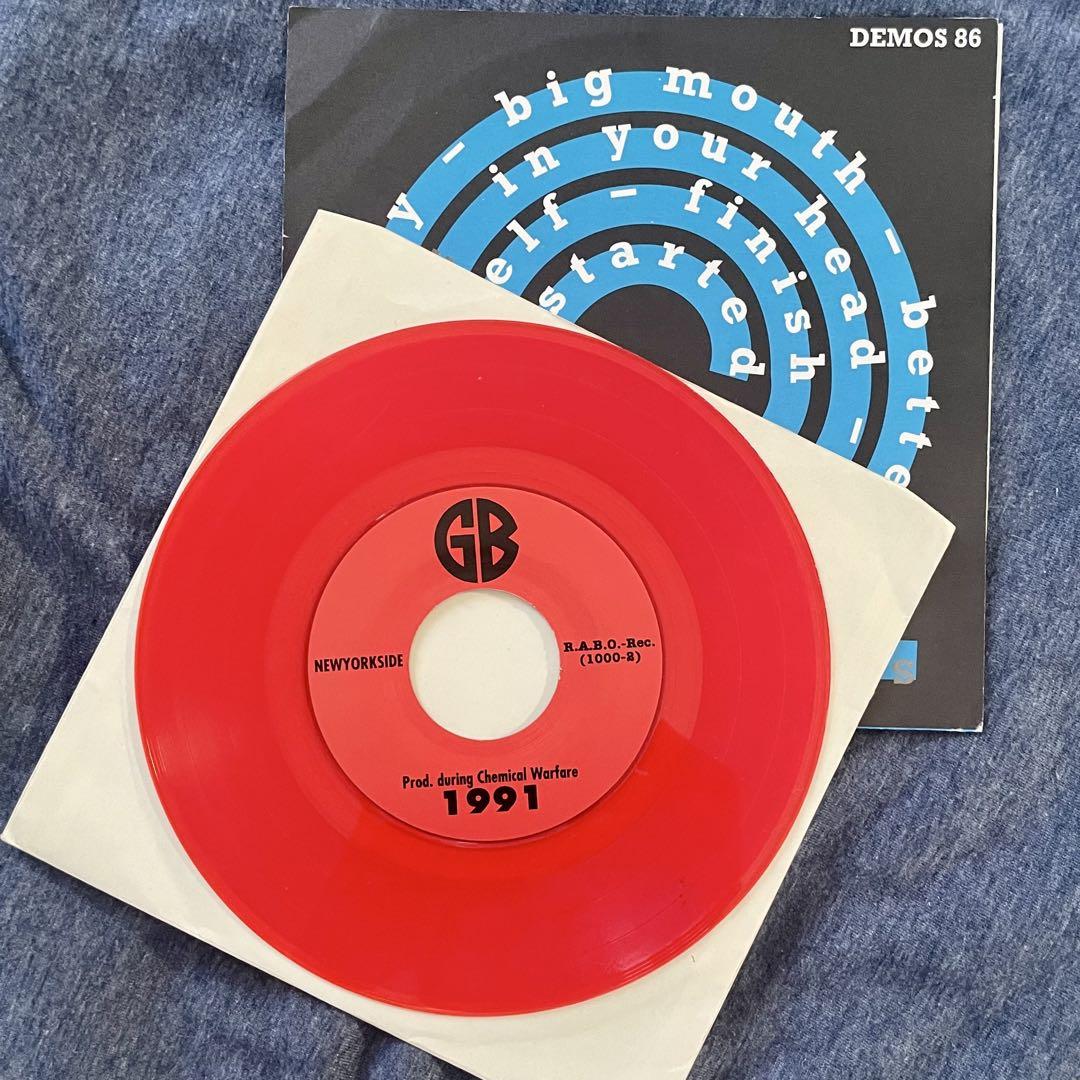 DEMOS 86
y - big mouth - bette
in your head -
elf - finish
started
s
GB
NEWYORKSIDE
R.A.B.O.-Rec.
(1000-2)
Prod. during Chemical Warfare
1991